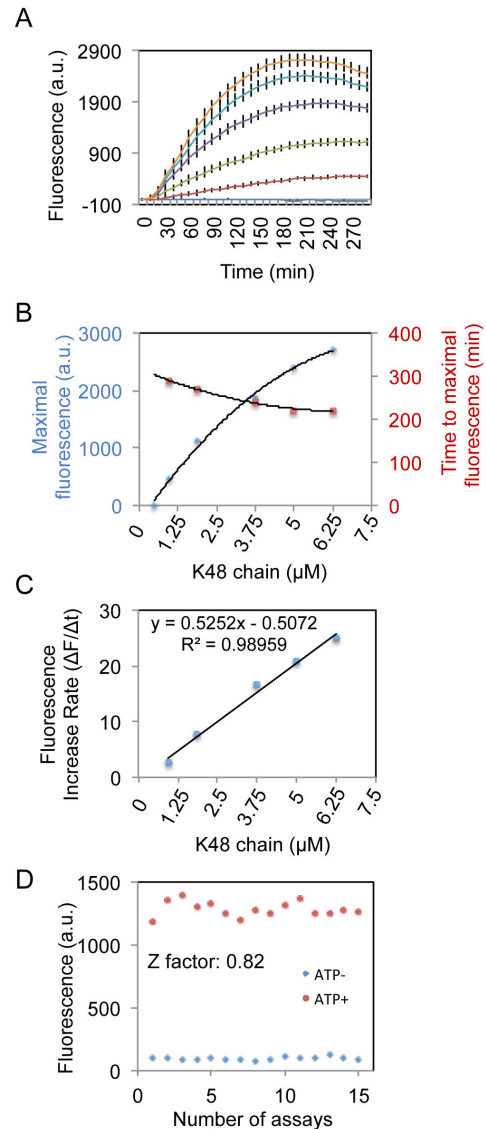 A
Fluorescence (a.u.)
2900
1900
900
-100
0 30 60 90 120 150 180 210 240 270
Time (min)
B
Maximal
fluorescence (a.u.)
3000
2000
1000
0
400
300
200
100
0
Time to maximal
fluorescence (min)
0 1.25 2.5 3.75 5 6.25 7.5
K48 chain (µM)
C
Fluorescence
Increase Rate (ΔF/Δt)
30
20
10
0
y = 0.5252x - 0.5072
R² = 0.98959
0 1.25 2.5 3.75 5 6.25 7.5
K48 chain (µM)
D
Fluorescence (a.u.)
1500
1000
500
0
Z factor: 0.82
ATP-
ATP+
0 5 10 15
Number of assays